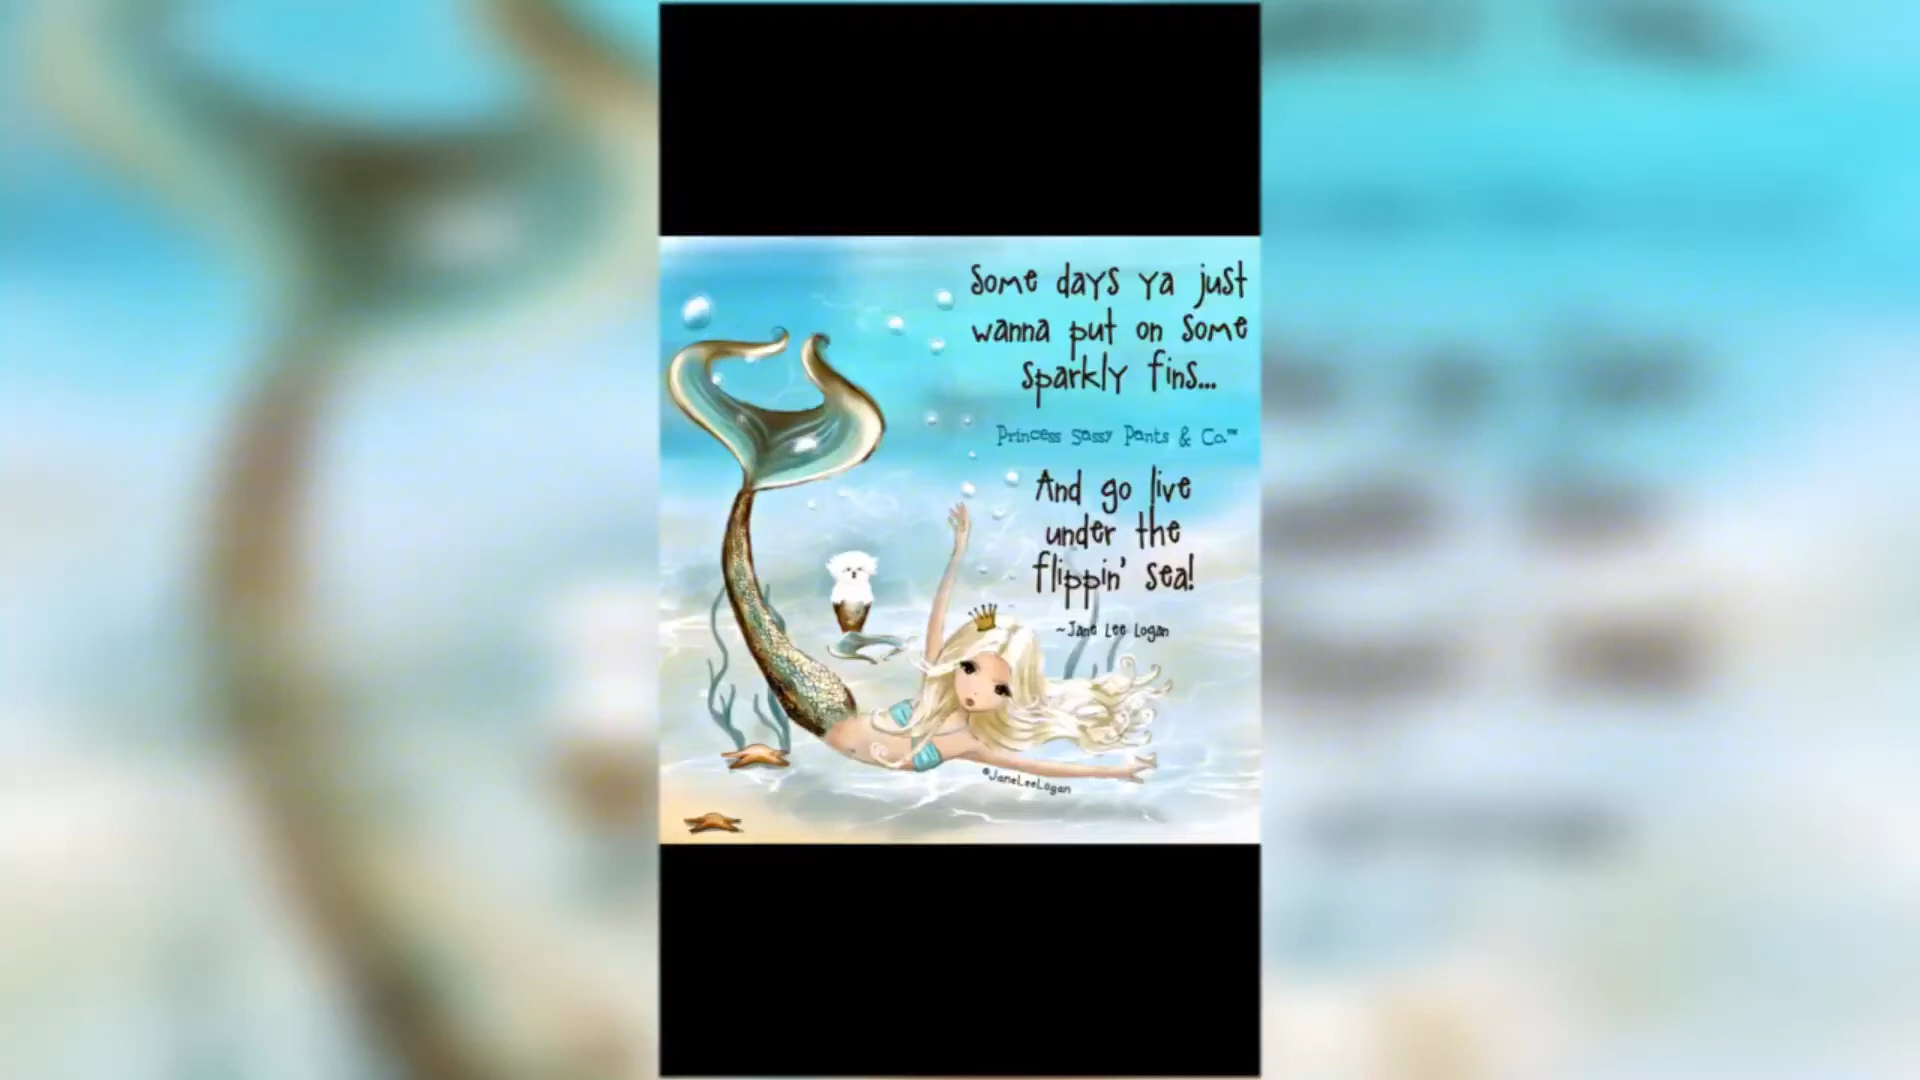 Some days ya just
wanna put on some
sparkly fins...
Princess Sassy Pants & Co.™
And go live
under the
flippin' sea!
~Jane Lee Logan
©JaneLeeLogan